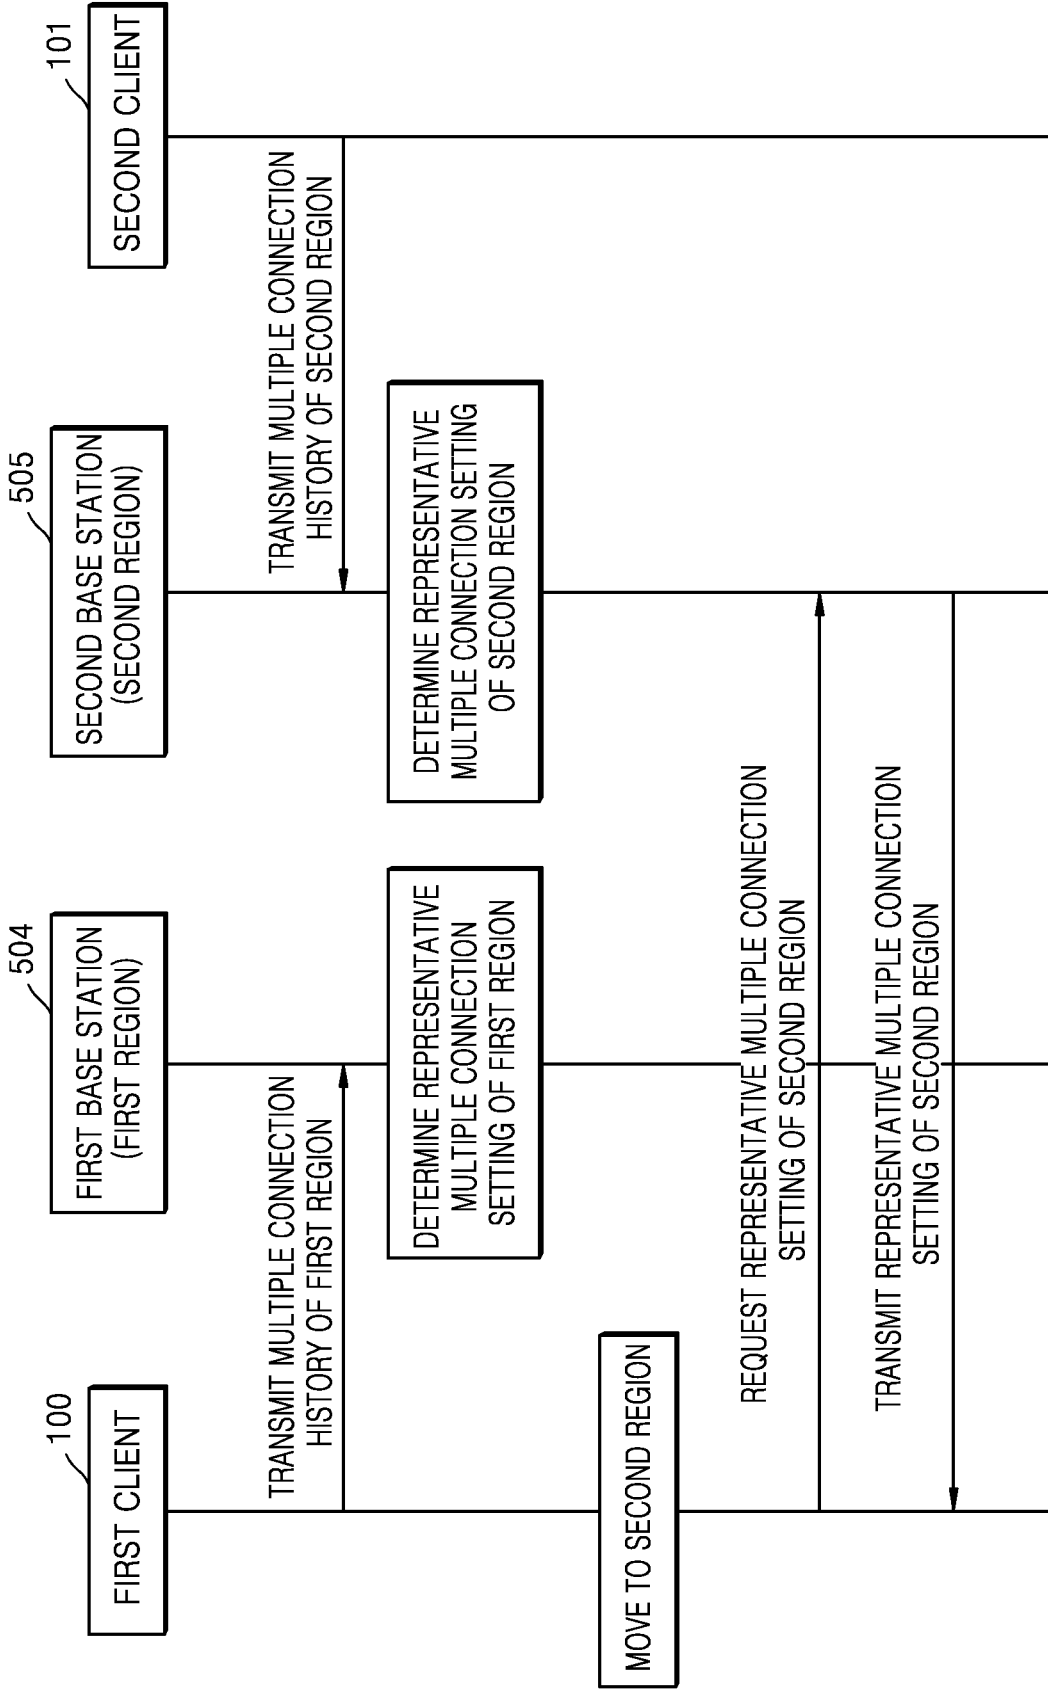 100
FIRST CLIENT
504
FIRST BASE STATION
(FIRST REGION)
505
SECOND BASE STATION
(SECOND REGION)
101
SECOND CLIENT
TRANSMIT MULTIPLE CONNECTION
HISTORY OF FIRST REGION
TRANSMIT MULTIPLE CONNECTION
HISTORY OF SECOND REGION
DETERMINE REPRESENTATIVE
MULTIPLE CONNECTION
SETTING OF FIRST REGION
DETERMINE REPRESENTATIVE
MULTIPLE CONNECTION SETTING
OF SECOND REGION
MOVE TO SECOND REGION
REQUEST REPRESENTATIVE MULTIPLE CONNECTION
SETTING OF SECOND REGION
TRANSMIT REPRESENTATIVE MULTIPLE CONNECTION
SETTING OF SECOND REGION